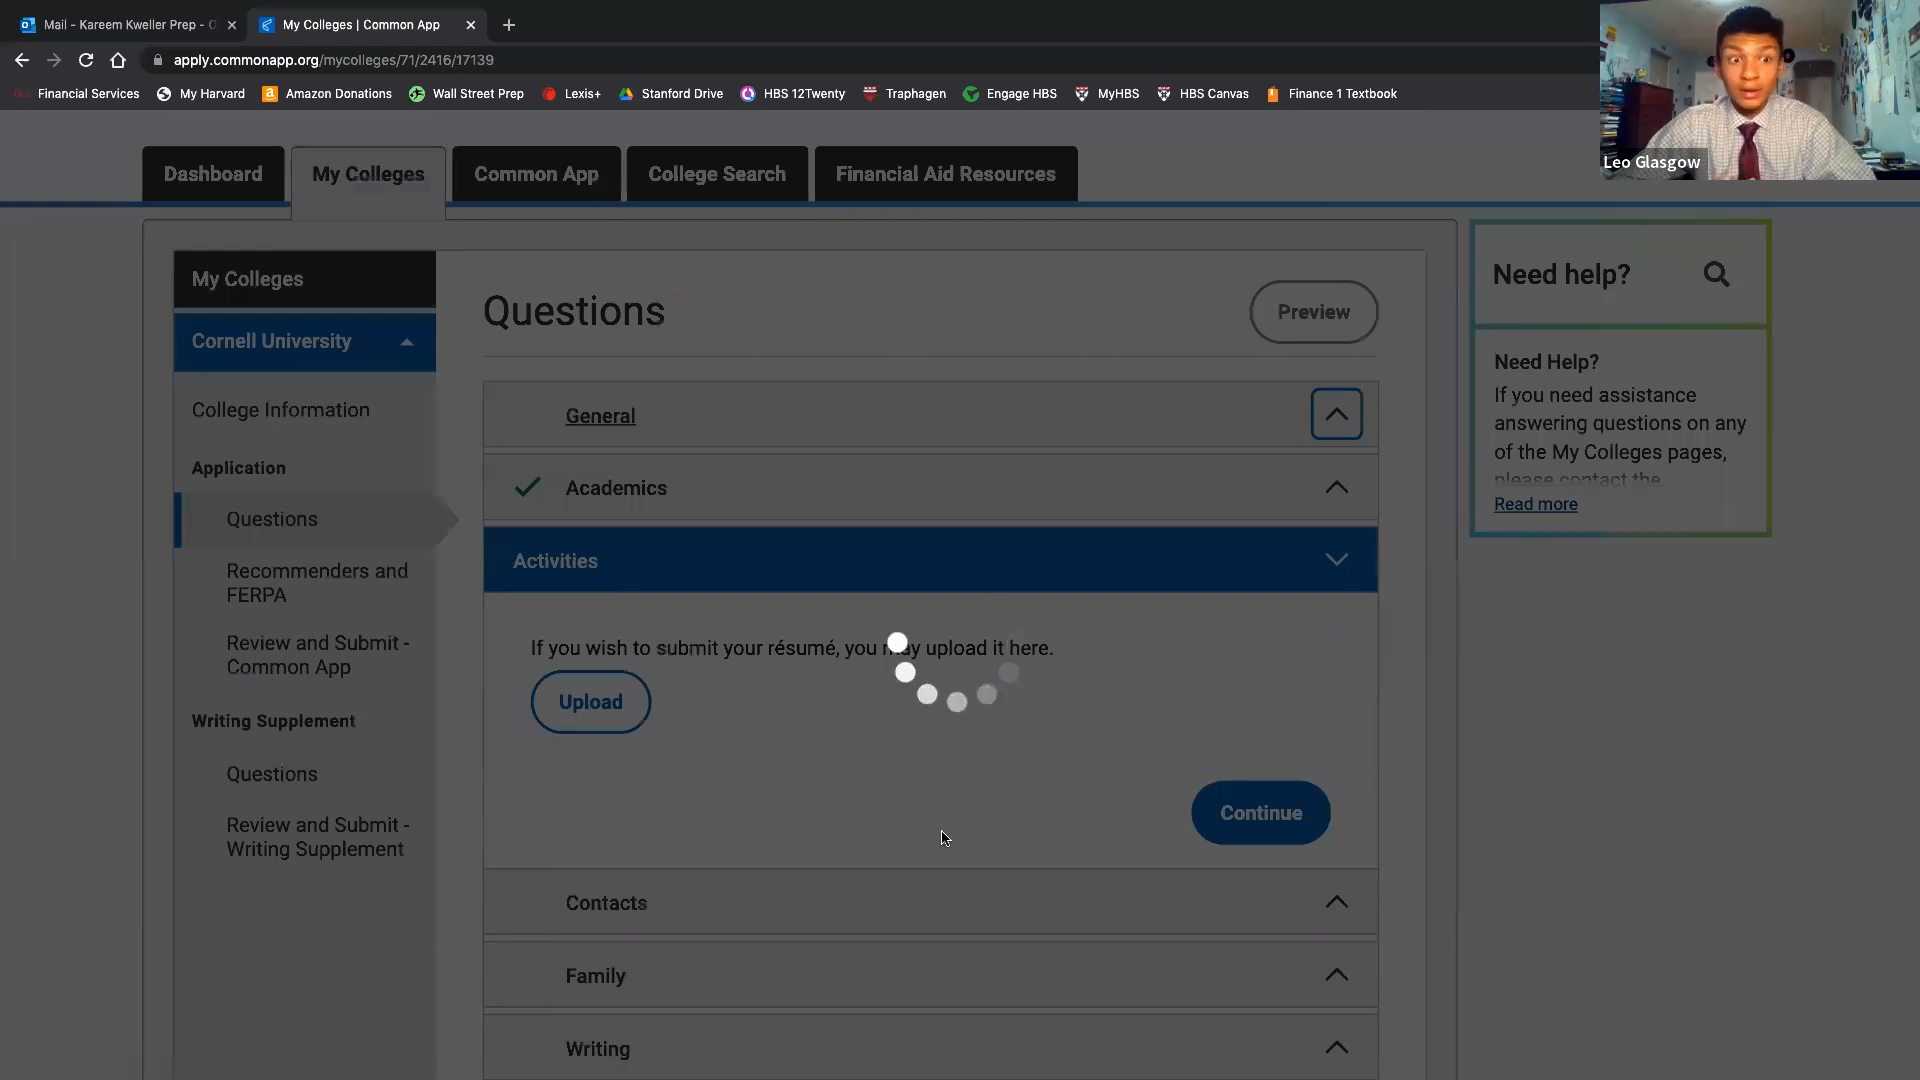 Mail - Kareem Kweller Prep -
My Colleges | Common App
apply.commonapp.org/mycolleges/71/2416/17139
Financial Services
My Harvard
Amazon Donations
Wall Street Prep
Lexis+
Stanford Drive
HBS 12Twenty
Traphagen
Engage HBS
MyHBS
HBS Canvas
Finance 1 Textbook
Leo Glasgow
Dashboard
My Colleges
Common App
College Search
Financial Aid Resources
My Colleges
Cornell University
College Information
Application
Questions
Recommenders and
FERPA
Review and Submit -
Common App
Writing Supplement
Questions
Review and Submit -
Writing Supplement
Questions
Preview
General
Academics
Activities
If you wish to submit your résumé, you may upload it here.
Upload
Continue
Contacts
Family
Writing
Need help?
Need Help?
If you need assistance
answering questions on any
of the My Colleges pages,
please contact the
Read more